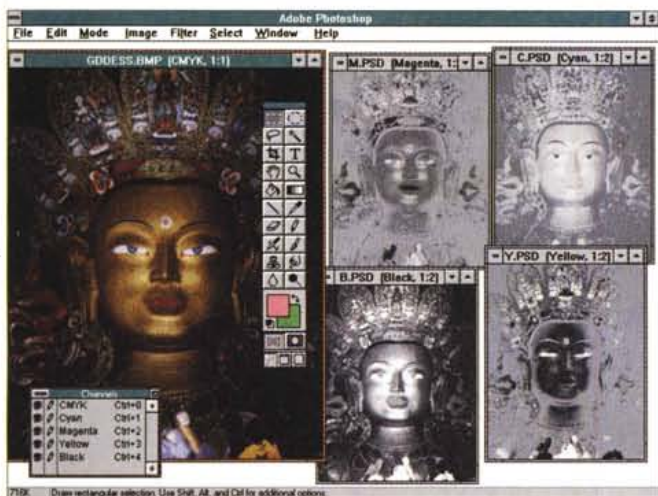 Adobe Photoshop
File Edit Mode Image Filter Select Window Help
GDDESS.BMP (CMYK, 1:1)
M.PSD (Magenta, 1:
C.PSD (Cyan, 1:2)
B.PSD (Black, 1:2)
Y.PSD (Yellow, 1:2)
T
Channels
CMYK Ctrl+0
Cyan Ctrl+1
Magenta Ctrl+2
Yellow Ctrl+3
Black Ctrl+4
716K Draw rectangular selection. Use Shift, Alt, and Ctrl for additional options.